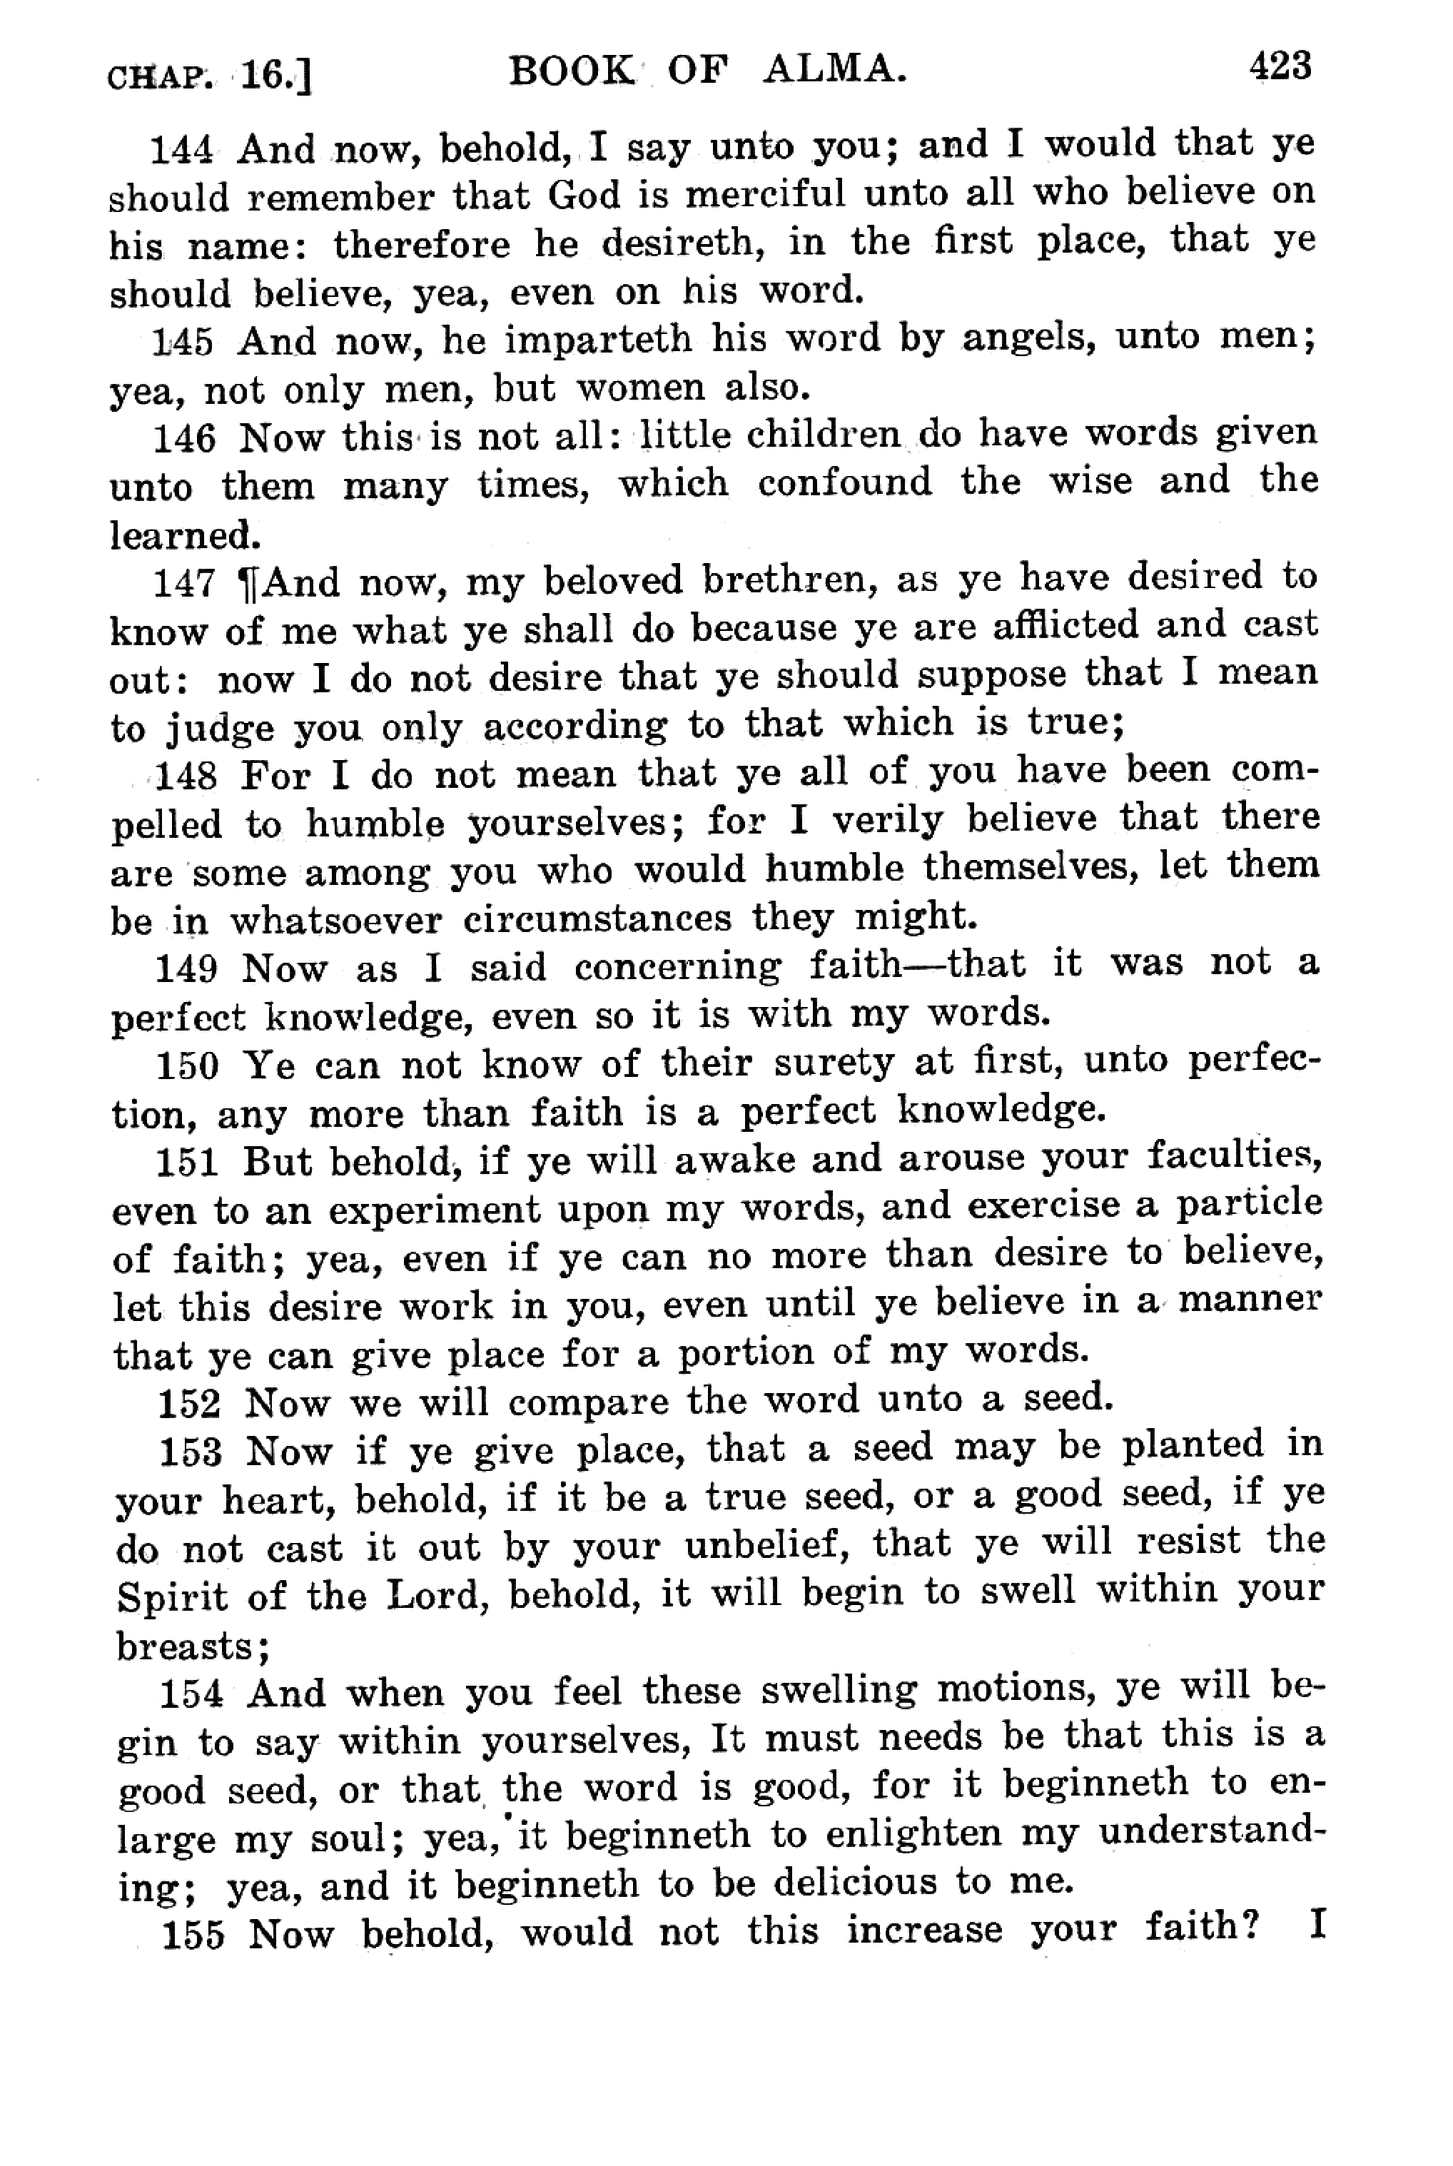 CHAP. 16.] BOOK OF ALMA. 423
144 And now, behold, I say unto you; and I would that ye
should remember that God is merciful unto all who believe on
his name: therefore he desireth, in the first place, that ye
should believe, yea, even on his word.
145 And now, he imparteth his word by angels, unto men;
yea, not only men, but women also.
146 Now this is not all: little children do have words given
unto them many times, which confound the wise and the
learned.
147 ¶And now, my beloved brethren, as ye have desired to
know of me what ye shall do because ye are afflicted and cast
out: now I do not desire that ye should suppose that I mean
to judge you only according to that which is true;
148 For I do not mean that ye all of you have been com-
pelled to humble yourselves; for I verily believe that there
are some among you who would humble themselves, let them
be in whatsoever circumstances they might.
149 Now as I said concerning faith—that it was not a
perfect knowledge, even so it is with my words.
150 Ye can not know of their surety at first, unto perfec-
tion, any more than faith is a perfect knowledge.
151 But behold, if ye will awake and arouse your faculties,
even to an experiment upon my words, and exercise a particle
of faith; yea, even if ye can no more than desire to believe,
let this desire work in you, even until ye believe in a manner
that ye can give place for a portion of my words.
152 Now we will compare the word unto a seed.
153 Now if ye give place, that a seed may be planted in
your heart, behold, if it be a true seed, or a good seed, if ye
do not cast it out by your unbelief, that ye will resist the
Spirit of the Lord, behold, it will begin to swell within your
breasts;
154 And when you feel these swelling motions, ye will be-
gin to say within yourselves, It must needs be that this is a
good seed, or that the word is good, for it beginneth to en-
large my soul; yea, it beginneth to enlighten my understand-
ing; yea, and it beginneth to be delicious to me.
155 Now behold, would not this increase your faith? I